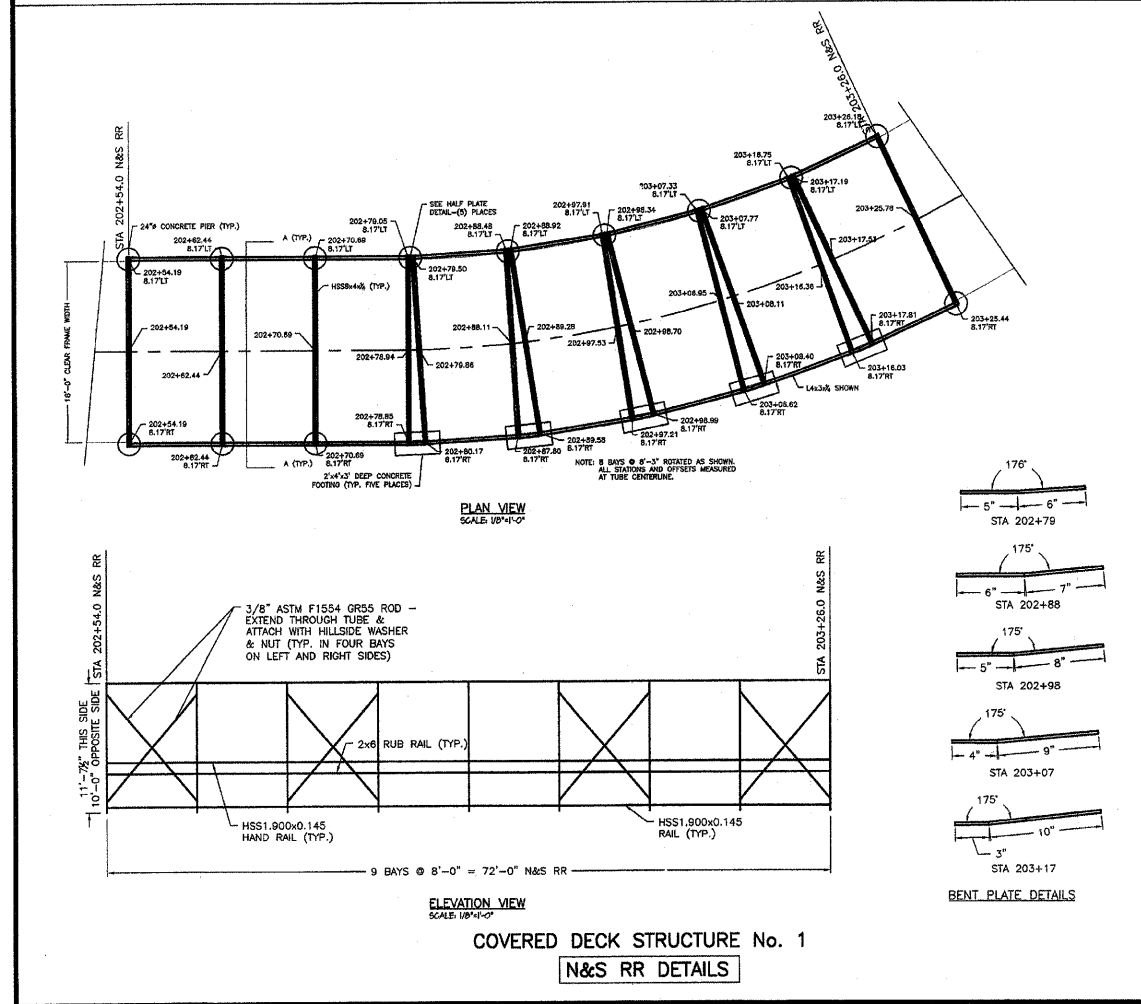 STA 202+54.0 N&S RR
203+26.0 N&S RR
203+26.18
8.17'LT
203+16.75
8.17'LT
203+17.19
8.17'LT
203+07.33
8.17'LT
203+07.77
8.17'LT
203+25.78
202+97.91
8.17'LT
202+98.34
8.17'LT
SEE HALF PLATE
DETAIL-(5) PLACES
24"ø CONCRETE PIER (TYP.)
202+79.05
8.17'LT
202+88.48
8.17'LT
202+88.92
8.17'LT
202+62.44
8.17'LT
A (TYP.)
202+70.69
8.17'LT
202+54.19
8.17'LT
202+79.50
8.17'LT
203+17.51
203+16.36
HSS8x4x⅜ (TYP.)
203+06.95
203+08.11
16'-0" CLEAR FRAME WIDTH
202+54.19
202+62.44
202+70.69
202+78.94
202+79.86
202+88.11
202+89.28
202+97.53
202+98.70
203+25.44
8.17'RT
203+17.81
8.17'RT
203+16.03
8.17'RT
203+08.40
8.17'RT
L4x3x¼ SHOWN
8.17'RT
202+98.99
8.17'RT
202+97.21
8.17'RT
202+54.19
8.17'RT
202+62.44
8.17'RT
202+70.69
8.17'RT
202+78.85
8.17'RT
202+80.17
8.17'RT
202+89.58
8.17'RT
8.17'RT
A (TYP.)
2'x4'x3' DEEP CONCRETE
FOOTING (TYP. FIVE PLACES)
NOTE: 8 BAYS @ 8'-3" ROTATED AS SHOWN.
ALL STATIONS AND OFFSETS MEASURED
AT TUBE CENTERLINE.
PLAN VIEW
SCALE: 1/8"=1'-0"
176°
5"
6"
STA 202+79
175°
6"
7"
STA 202+88
175°
5"
8"
STA 202+98
175°
4"
9"
STA 203+07
175°
3"
10"
STA 203+17
BENT PLATE DETAILS
STA 202+54.0 N&S RR
STA 203+26.0 N&S RR
3/8" ASTM F1554 GR55 ROD –
EXTEND THROUGH TUBE &
ATTACH WITH HILLSIDE WASHER
& NUT (TYP. IN FOUR BAYS
ON LEFT AND RIGHT SIDES)
11'-7½" THIS SIDE
10'-0" OPPOSITE SIDE
2x6 RUB RAIL (TYP.)
HSS1.900x0.145
HAND RAIL (TYP.)
HSS1.900x0.145
RAIL (TYP.)
9 BAYS @ 8'-0" = 72'-0" N&S RR
ELEVATION VIEW
SCALE: 1/8"=1'-0"
COVERED DECK STRUCTURE No. 1
N&S RR DETAILS